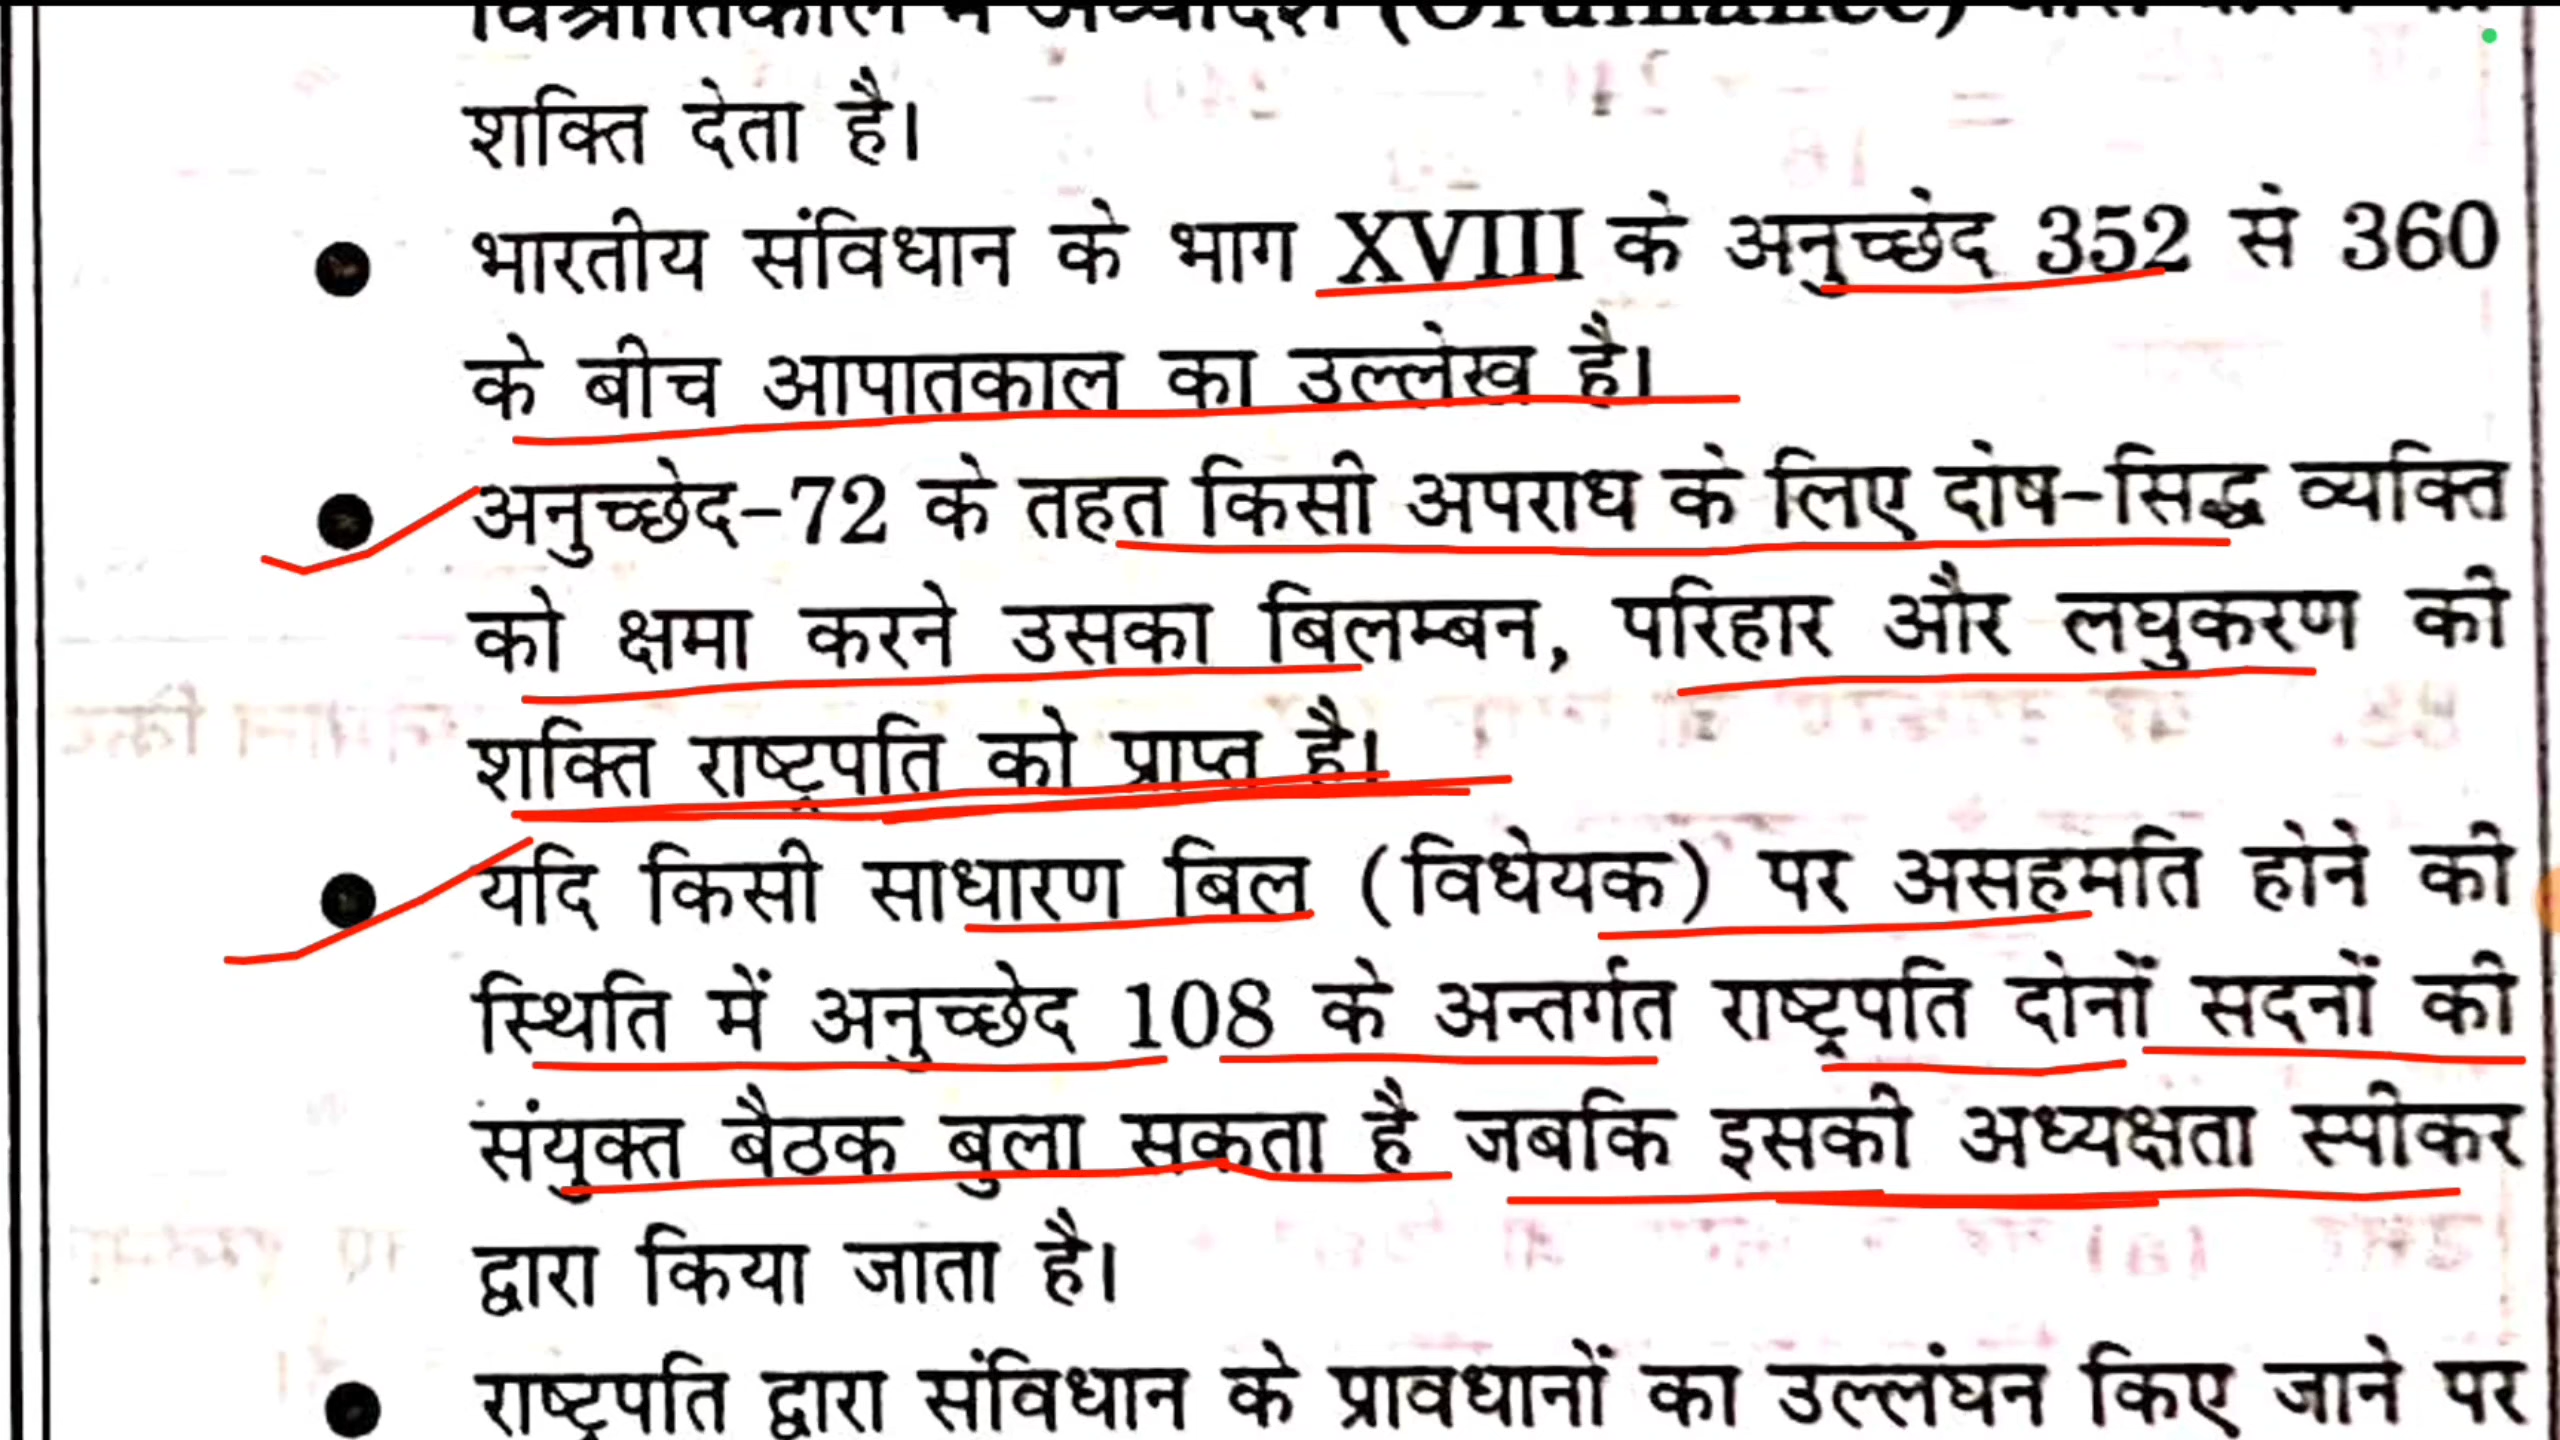 (Ordinance)
शक्ति देता है।
● भारतीय संविधान के भाग XVIII के अनुच्छेद 352 से 360
के बीच आपातकाल का उल्लेख है।
● अनुच्छेद-72 के तहत किसी अपराध के लिए दोष-सिद्ध व्यक्ति
को क्षमा करने उसका बिलम्बन, परिहार और लघुकरण की
शक्ति राष्ट्रपति को प्राप्त है।
● यदि किसी साधारण बिल (विधेयक) पर असहमति होने की
स्थिति में अनुच्छेद 108 के अन्तर्गत राष्ट्रपति दोनों सदनों की
संयुक्त बैठक बुला सकता है जबकि इसकी अध्यक्षता स्पीकर
द्वारा किया जाता है।
● राष्ट्रपति द्वारा संविधान के प्रावधानों का उल्लंघन किए जाने पर